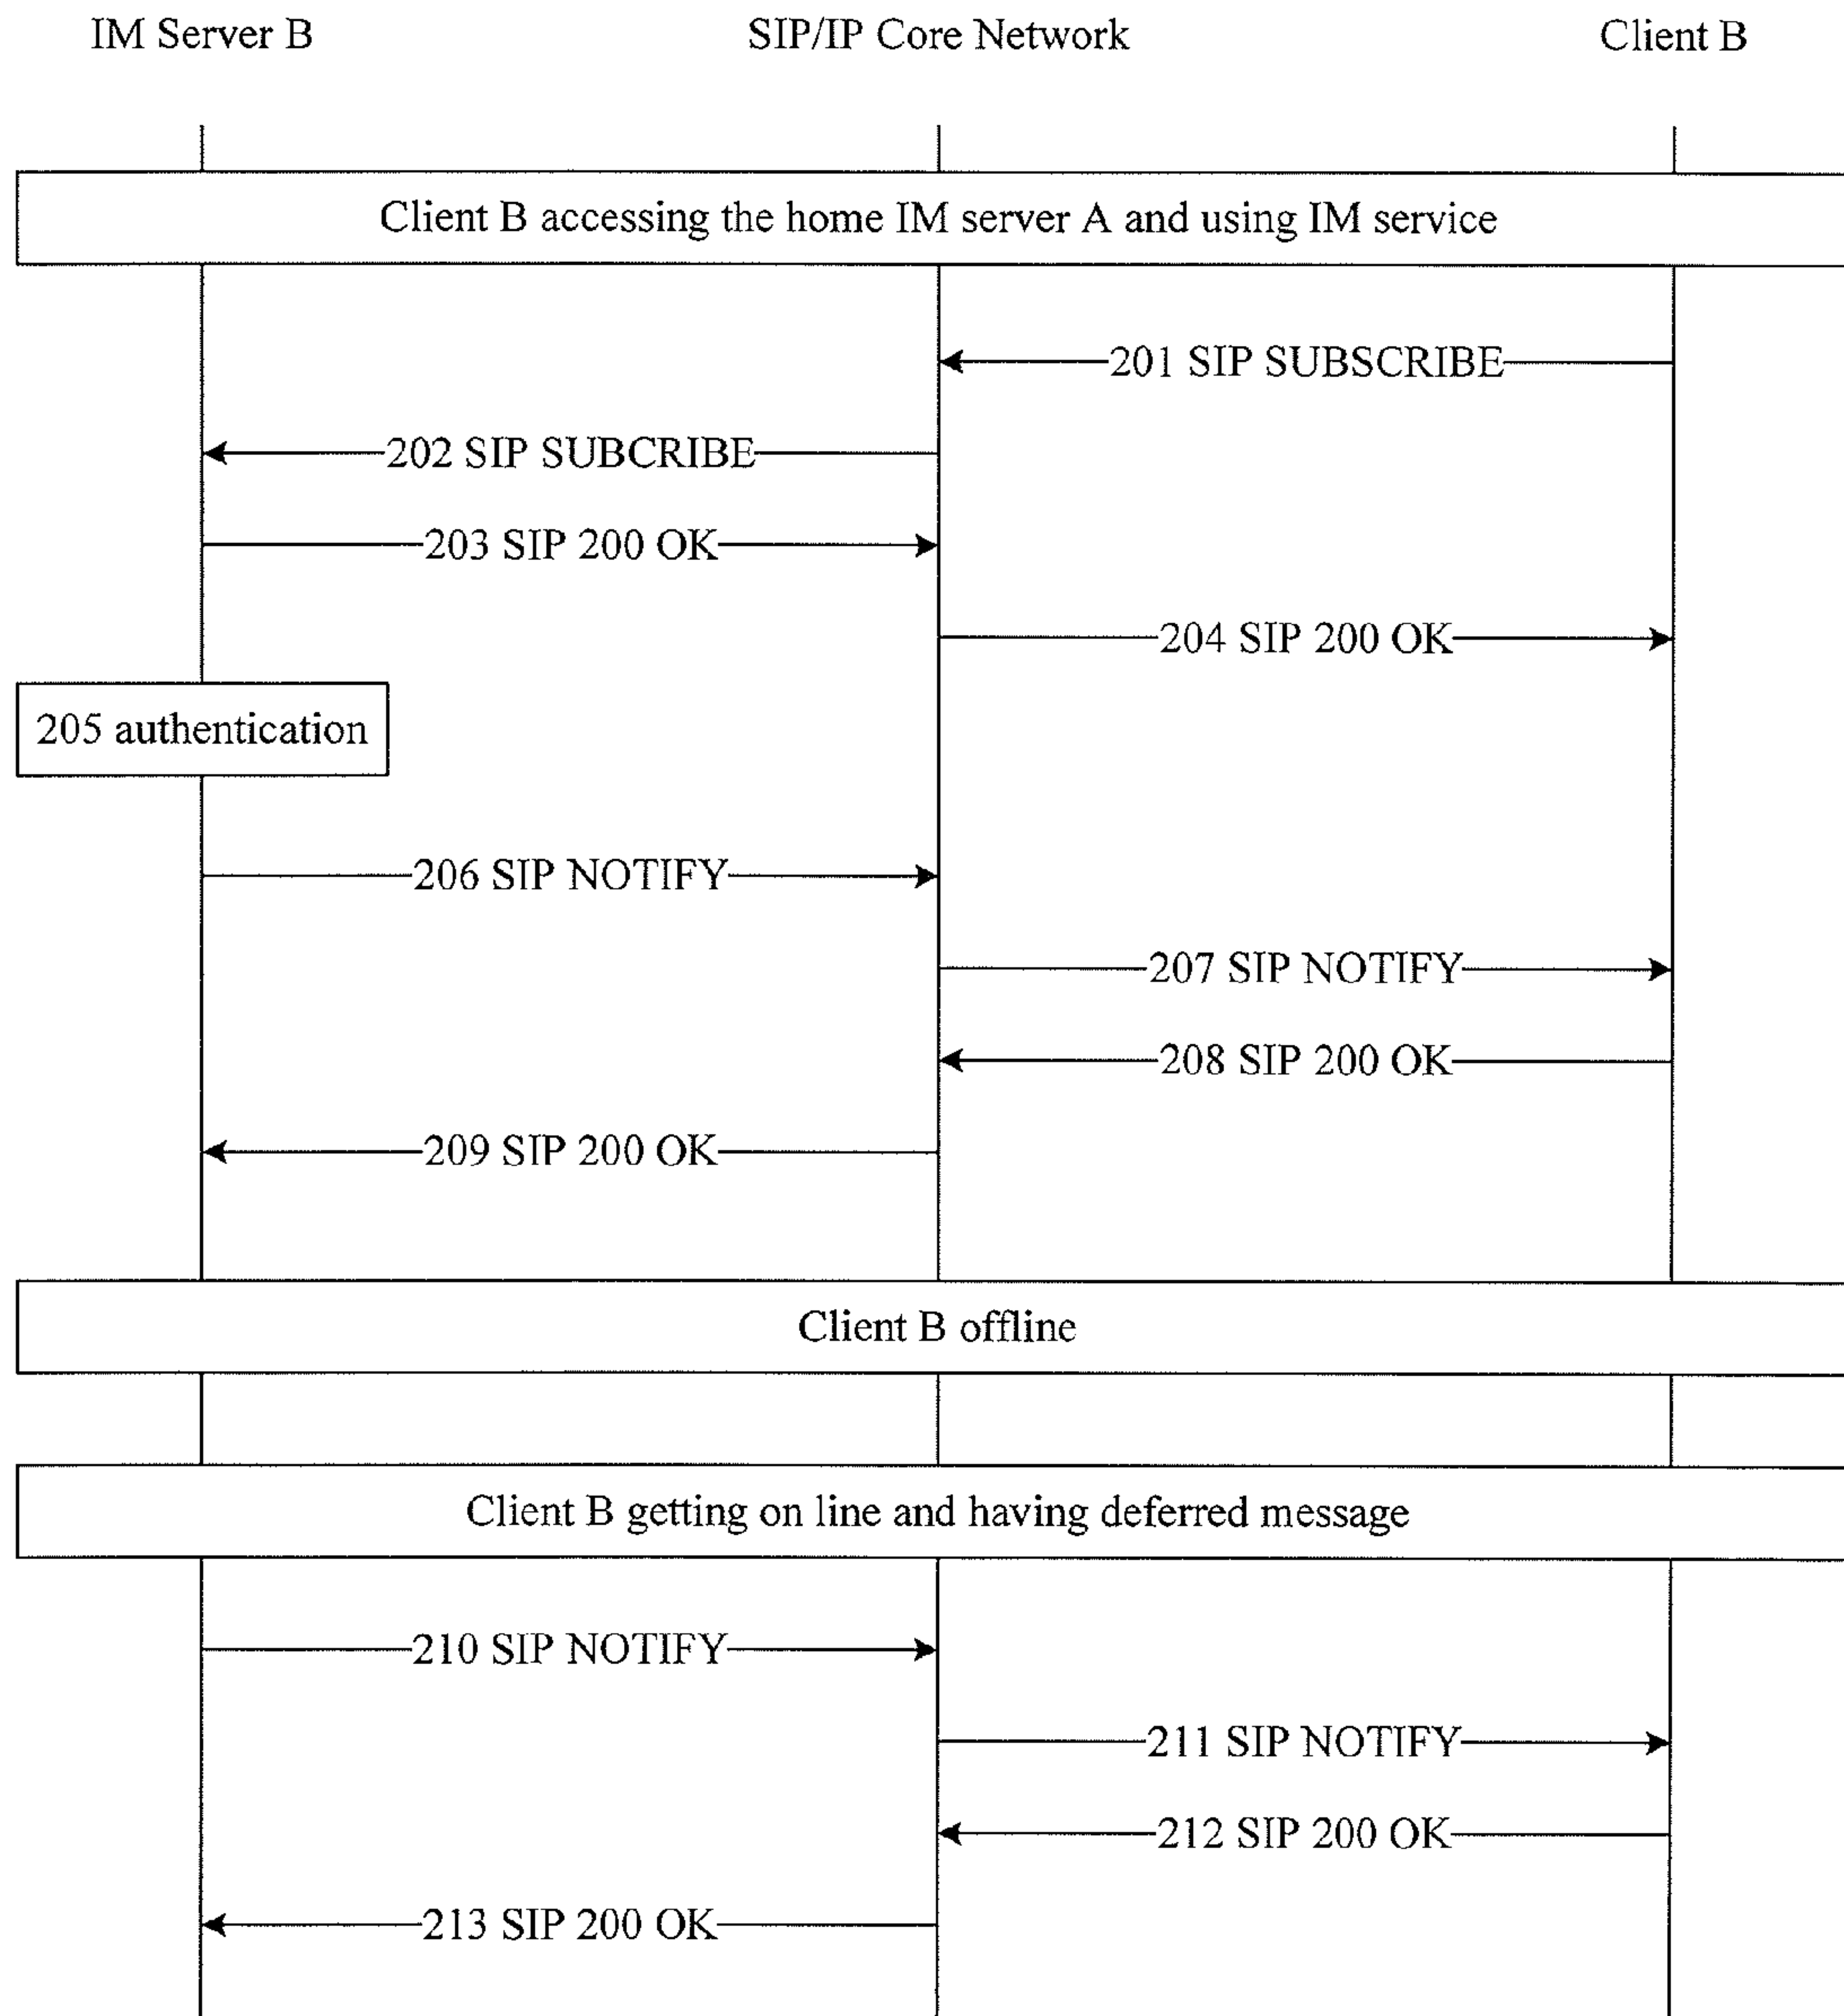 IM Server B
SIP/IP Core Network
Client B
Client B accessing the home IM server A and using IM service
201 SIP SUBSCRIBE
202 SIP SUBCRIBE
203 SIP 200 OK
204 SIP 200 OK
205 authentication
206 SIP NOTIFY
207 SIP NOTIFY
208 SIP 200 OK
209 SIP 200 OK
Client B offline
Client B getting on line and having deferred message
210 SIP NOTIFY
211 SIP NOTIFY
212 SIP 200 OK
213 SIP 200 OK